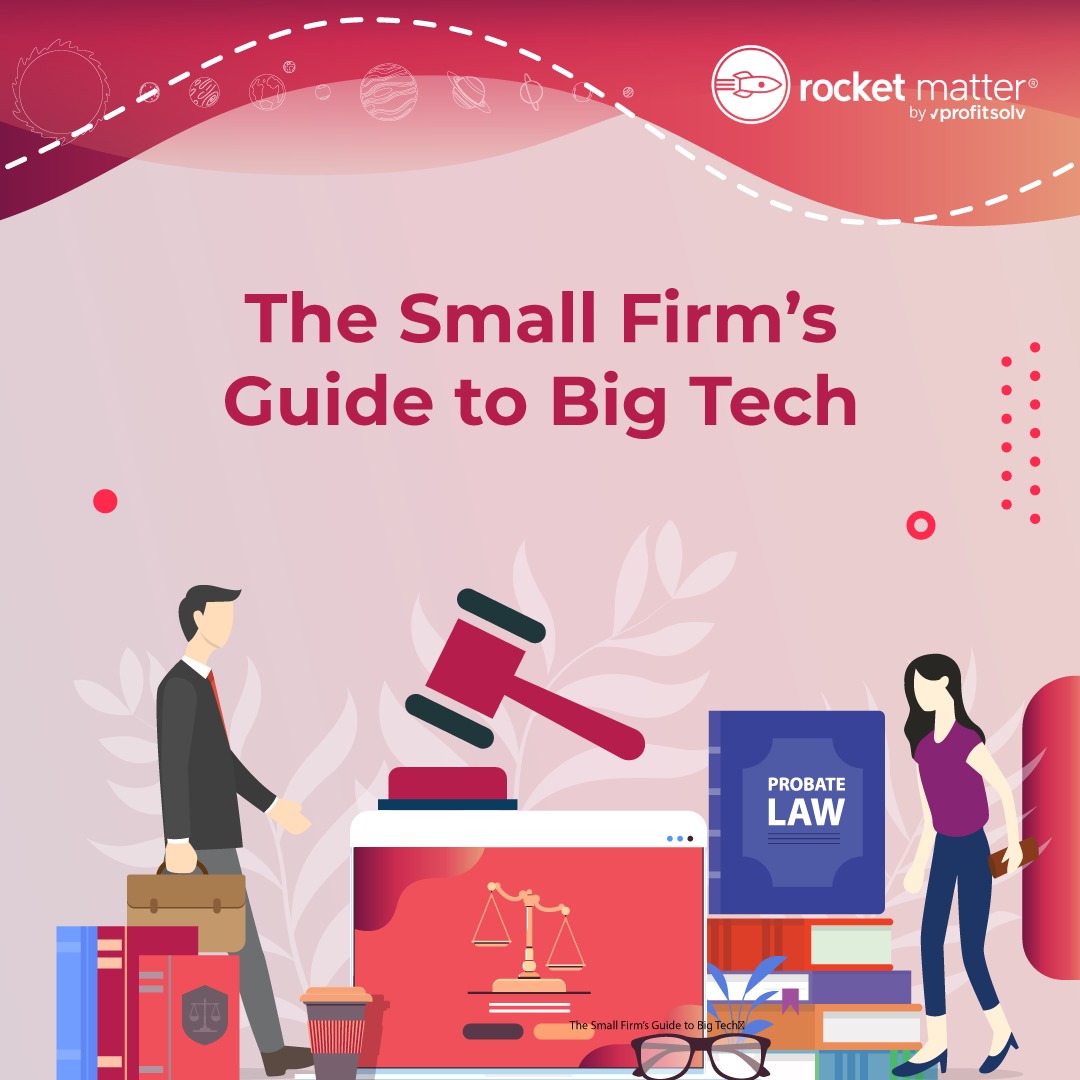 rocket matter®
by profitsolv
The Small Firm’s
Guide to Big Tech
PROBATE
LAW
The Small Firm’s Guide to Big Tech